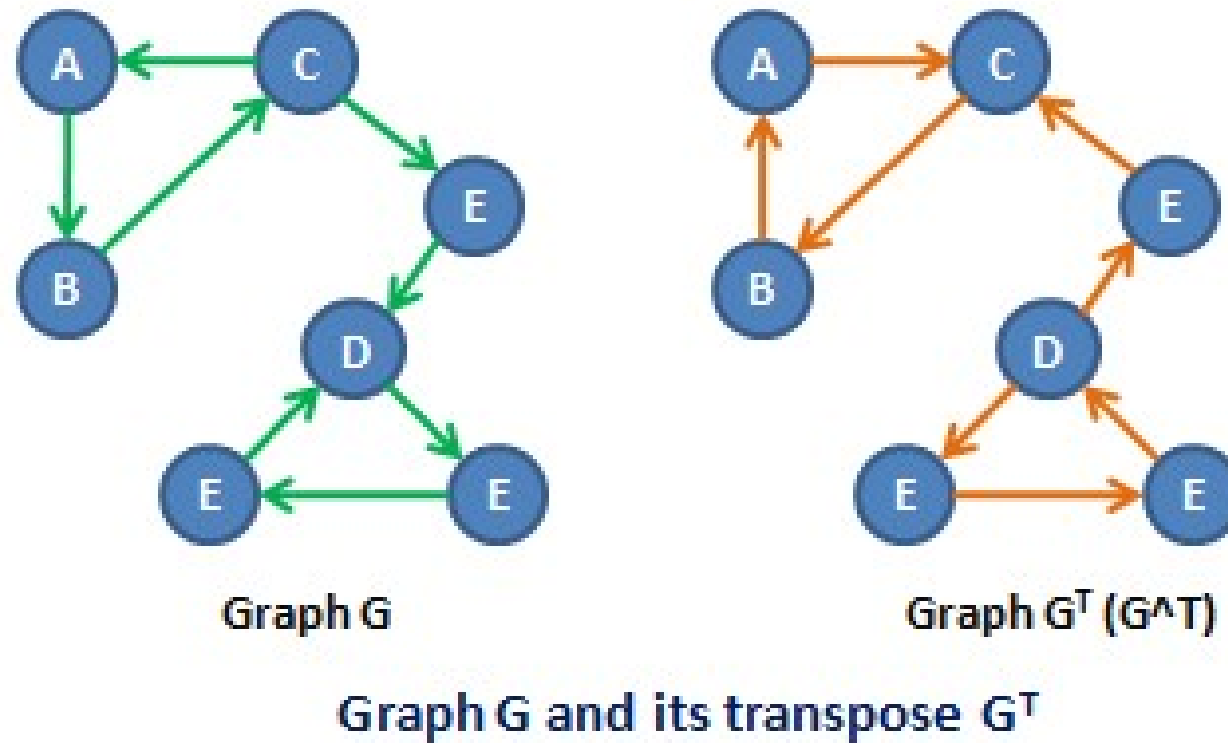 A C A C
E E
B B
D D
E E E E
Graph G Graph Gᵀ (G^T)
Graph G and its transpose Gᵀ